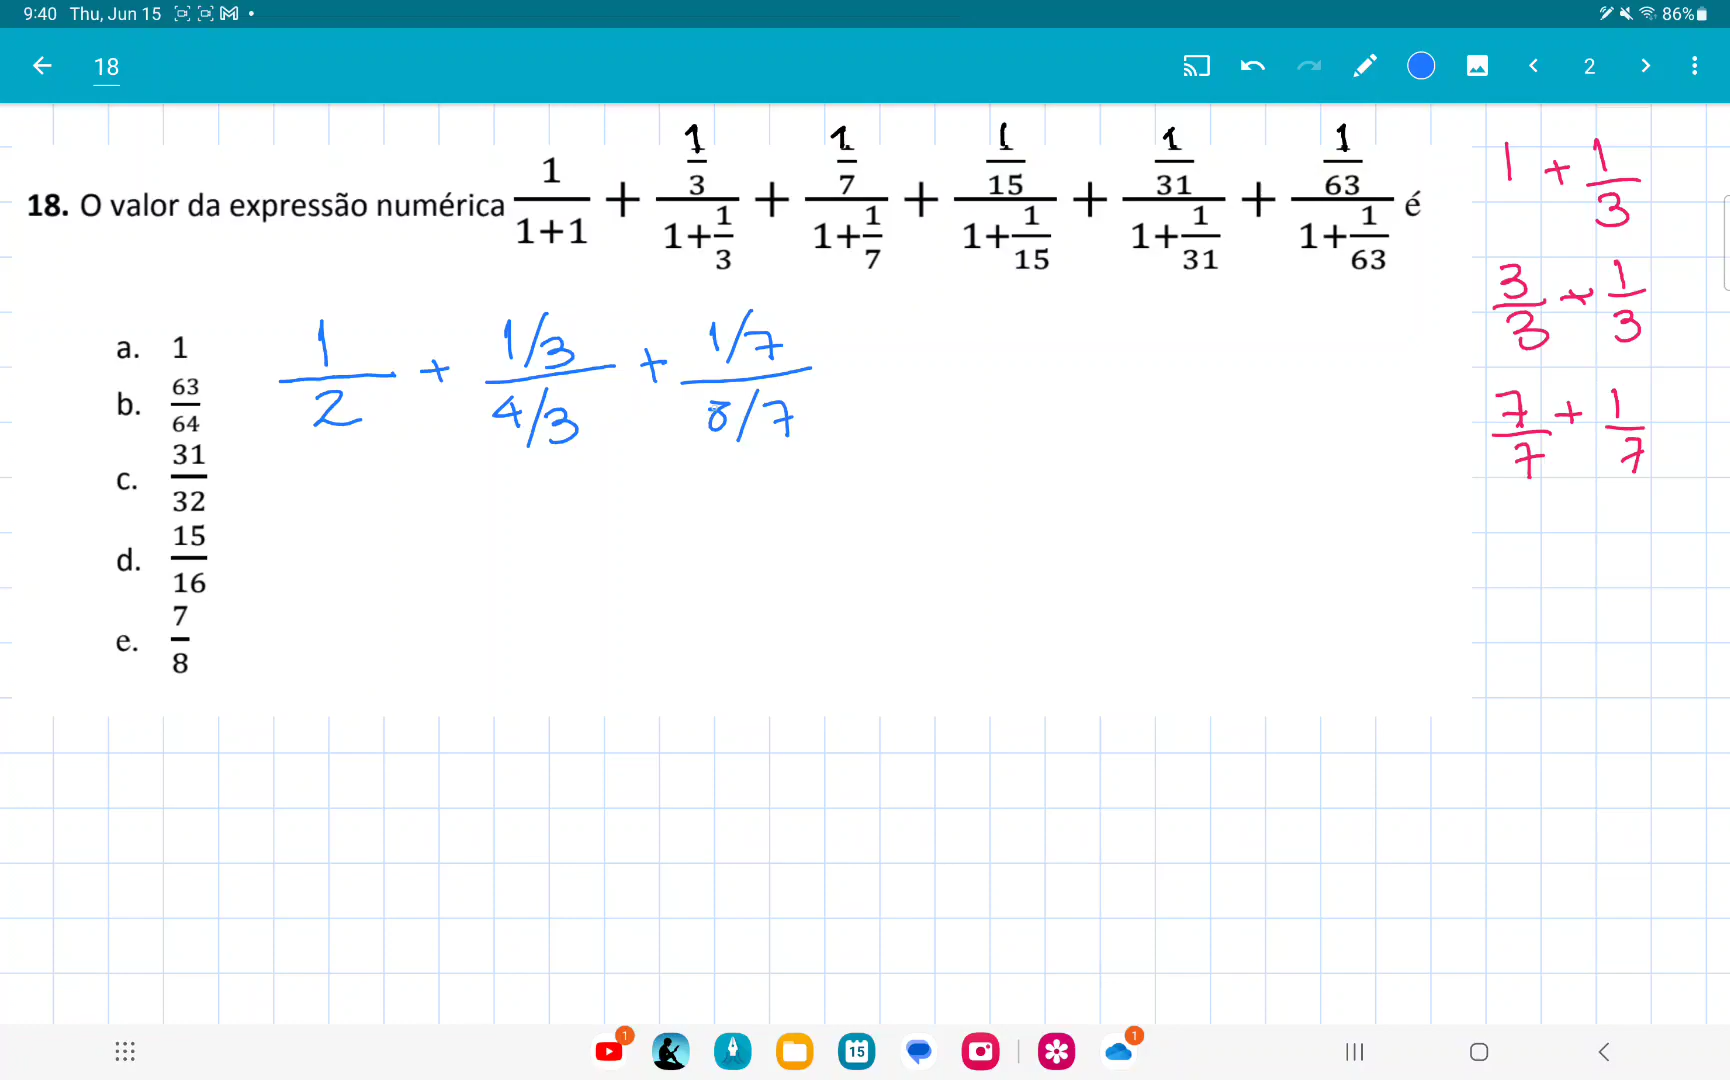 9:40 Thu, Jun 15 86%
18 2
18. O valor da expressão numérica 1/(1+1) + (1/3)/(1+1/3) + (1/7)/(1+1/7) + (1/15)/(1+1/15) + (1/31)/(1+1/31) + (1/63)/(1+1/63) é
a. 1
b. 63/64
c. 31/32
d. 15/16
e. 7/8
1/2 + (1/3)/(4/3) + (1/7)/(8/7)
1 + 1/3
3/3 + 1/3
7/7 + 1/7
1
15
1